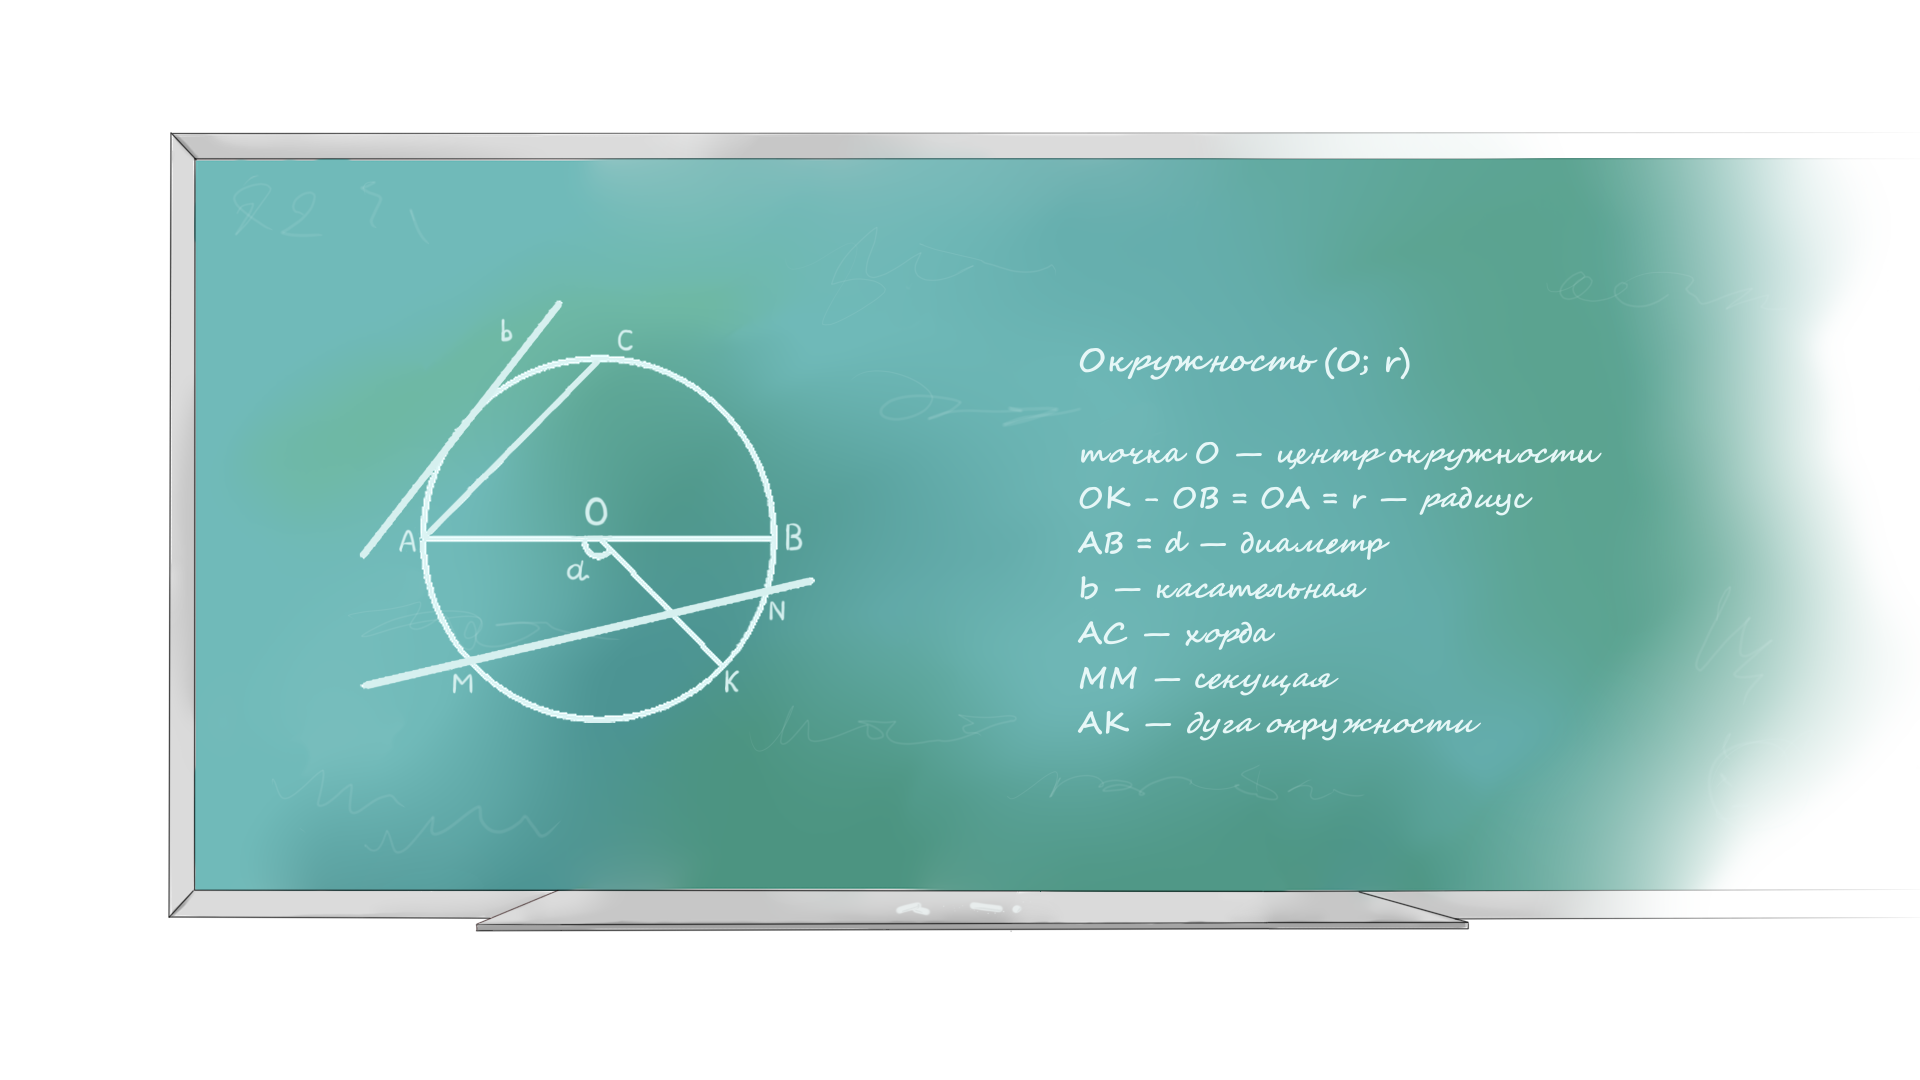 b
C
O
A
B
d
N
M
K
Окружность (O; r)
точка O — центр окружности
OK - OB = OA = r — радиус
AB = d — диаметр
b — касательная
AC — хорда
MM — секущая
AK — дуга окружности